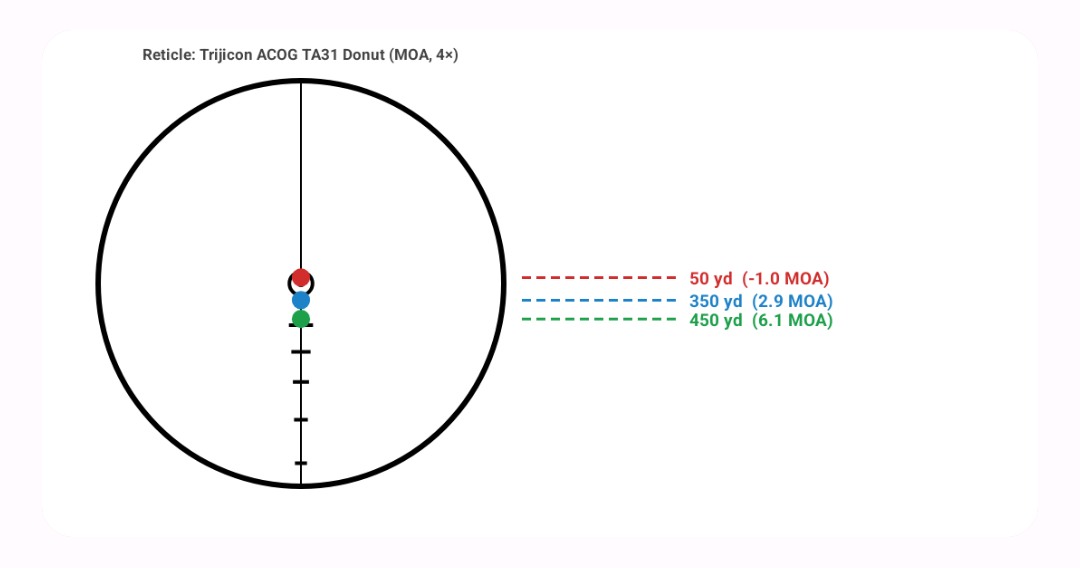 Reticle: Trijicon ACOG TA31 Donut (MOA, 4×)
50 yd (-1.0 MOA)
350 yd (2.9 MOA)
450 yd (6.1 MOA)